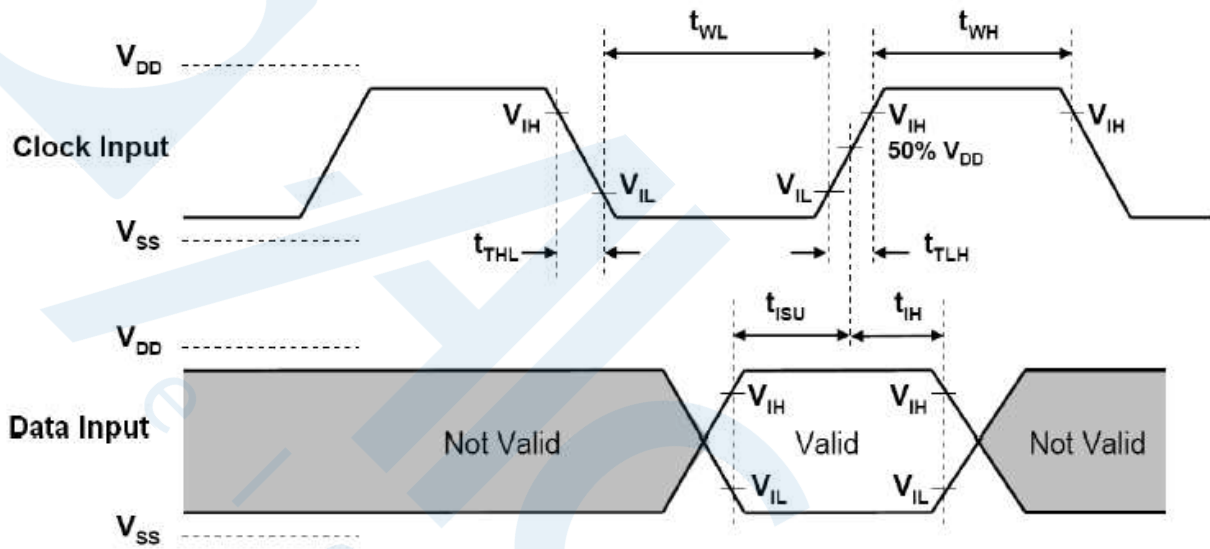 t_WL t_WH
V_DD
V_IH V_IH V_IH
Clock Input 50% V_DD
V_IL V_IL
V_SS
t_THL t_TLH
t_ISU t_IH
V_DD
V_IH V_IH
Data Input Not Valid Valid Not Valid
V_IL V_IL
V_SS